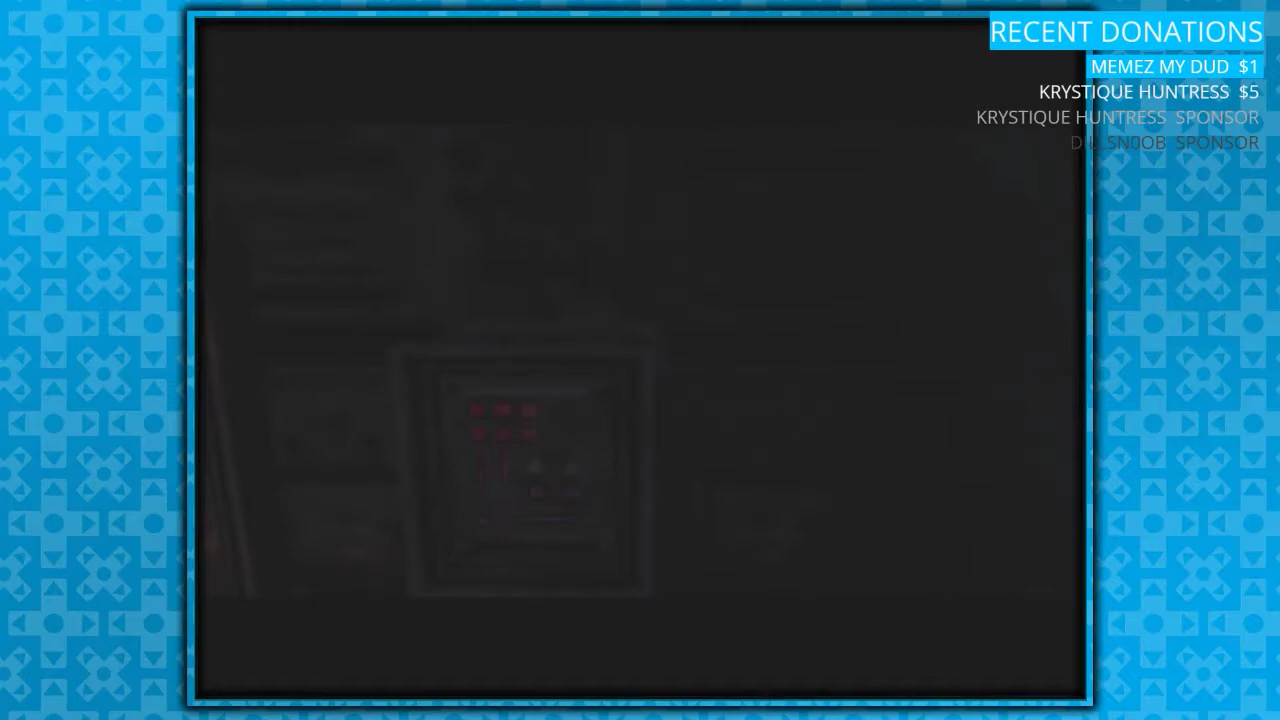 RECENT DONATIONS
MEMEZ MY DUD $1
KRYSTIQUE HUNTRESS $5
KRYSTIQUE HUNTRESS SPONSOR
SPONSOR